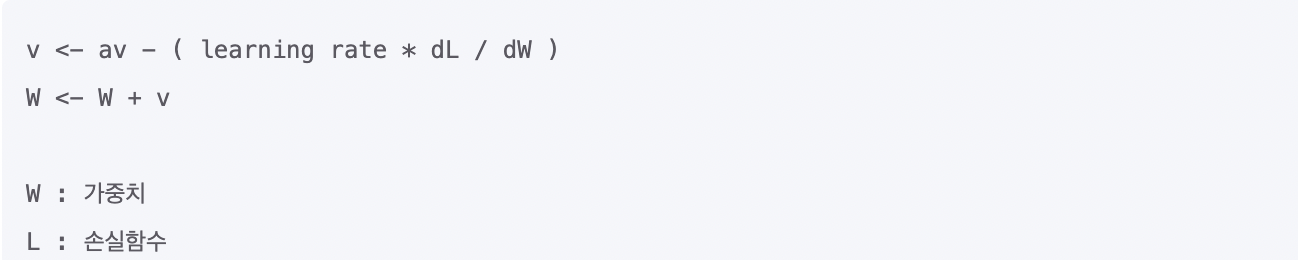 v <- av - ( learning rate * dL / dW )
W <- W + v
W : 가중치
L : 손실함수